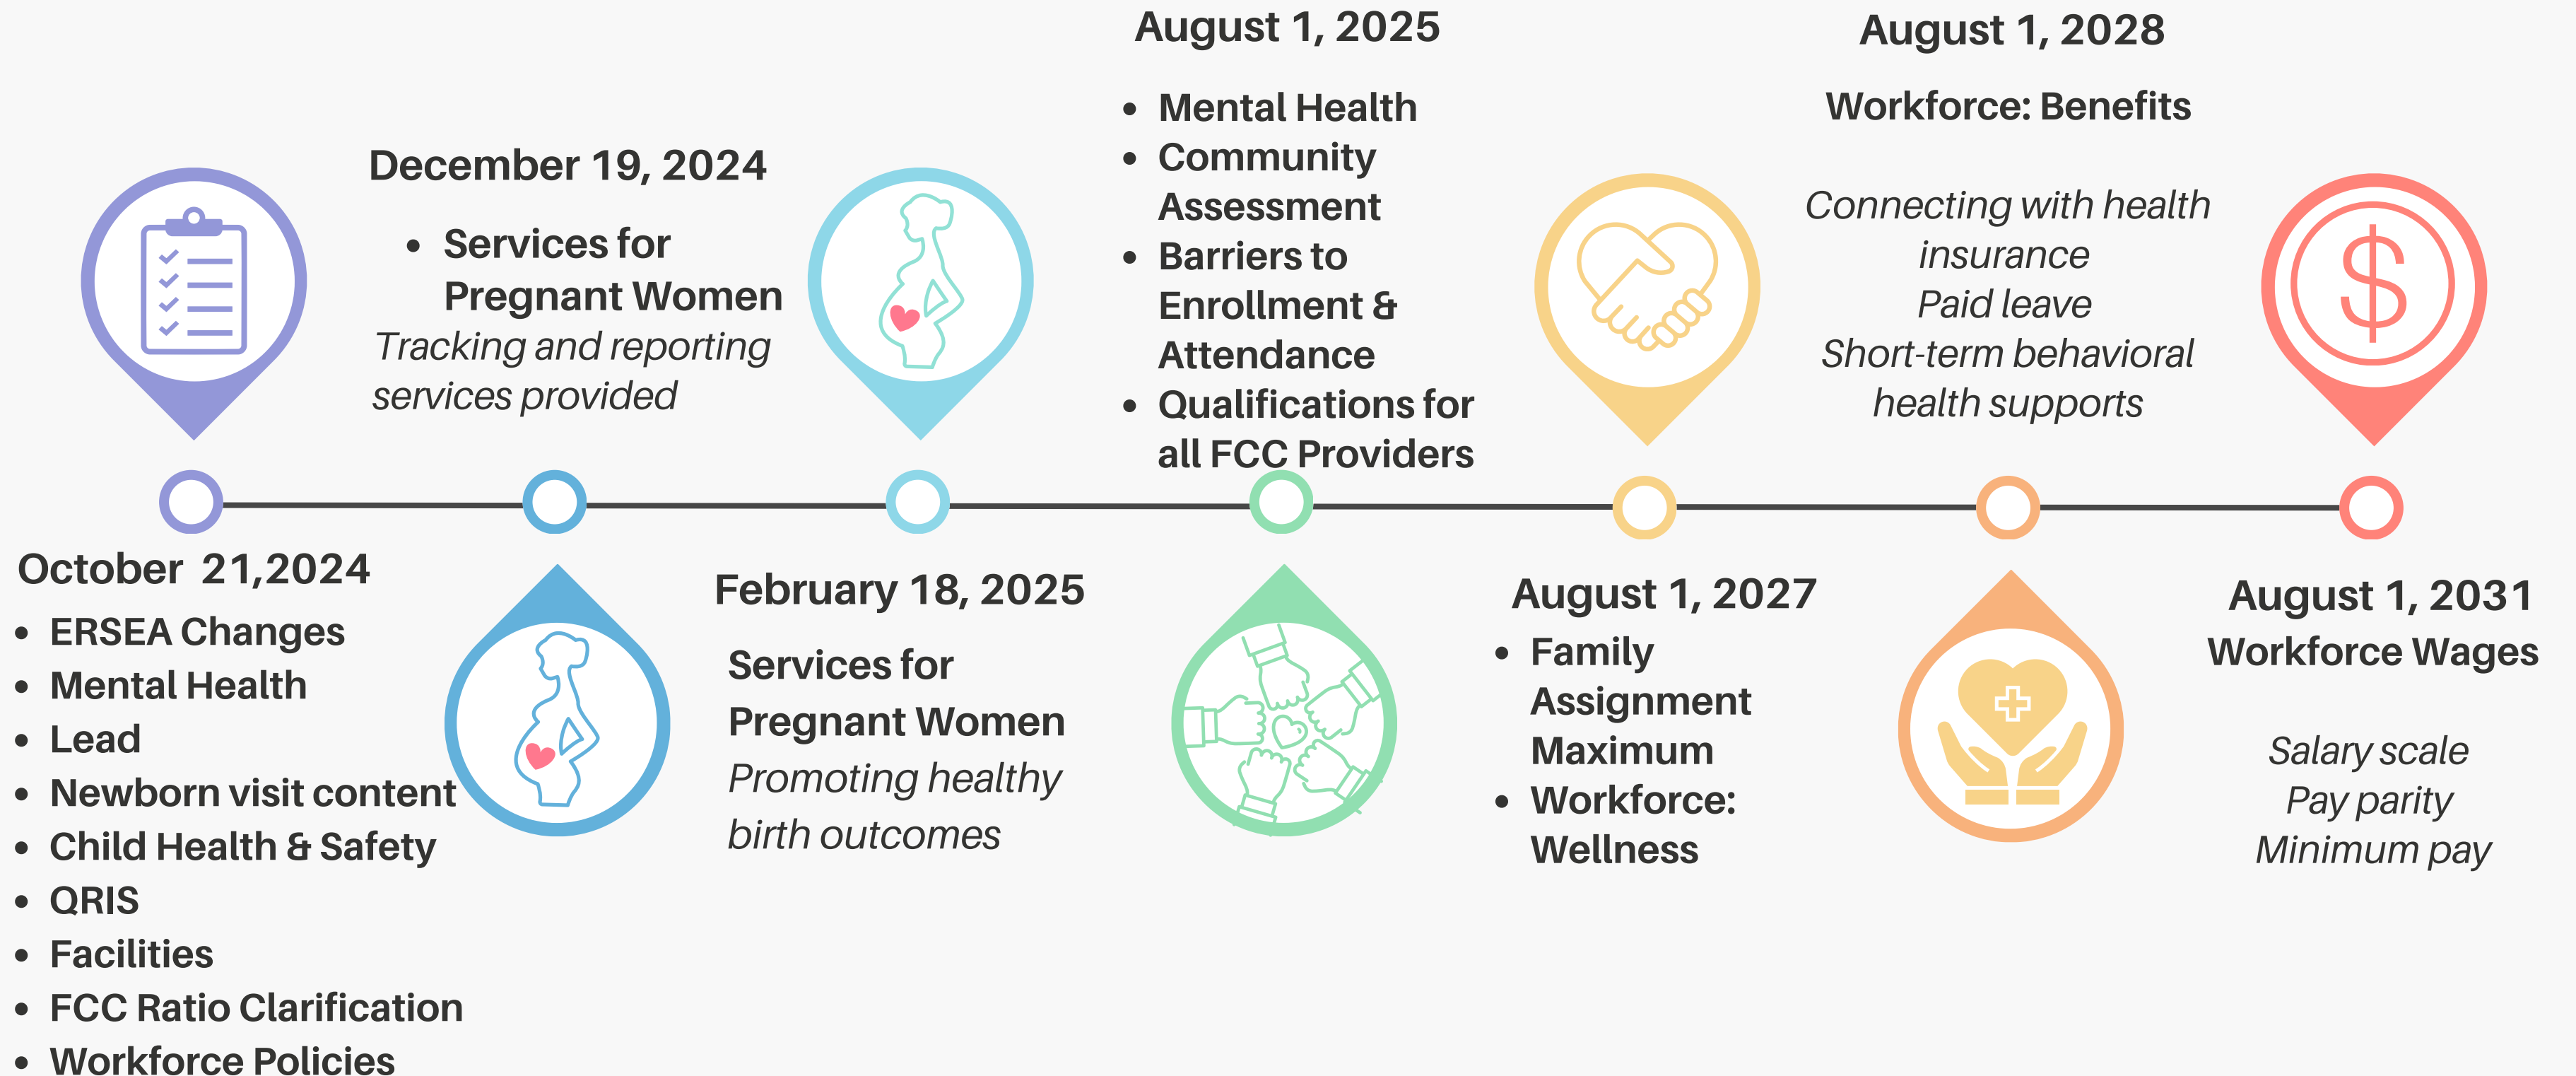 October  21,2024
• ERSEA Changes
• Mental Health
• Lead
• Newborn visit content
• Child Health & Safety
• QRIS
• Facilities
• FCC Ratio Clarification
• Workforce Policies
December 19, 2024
• Services for
Pregnant Women
Tracking and reporting
services provided
February 18, 2025
Services for
Pregnant Women
Promoting healthy
birth outcomes
August 1, 2025
• Mental Health
• Community
Assessment
• Barriers to
Enrollment &
Attendance
• Qualifications for
all FCC Providers
August 1, 2027
• Family
Assignment
Maximum
• Workforce:
Wellness
August 1, 2028
Workforce: Benefits
Connecting with health
insurance
Paid leave
Short-term behavioral
health supports
$
August 1, 2031
Workforce Wages
Salary scale
Pay parity
Minimum pay